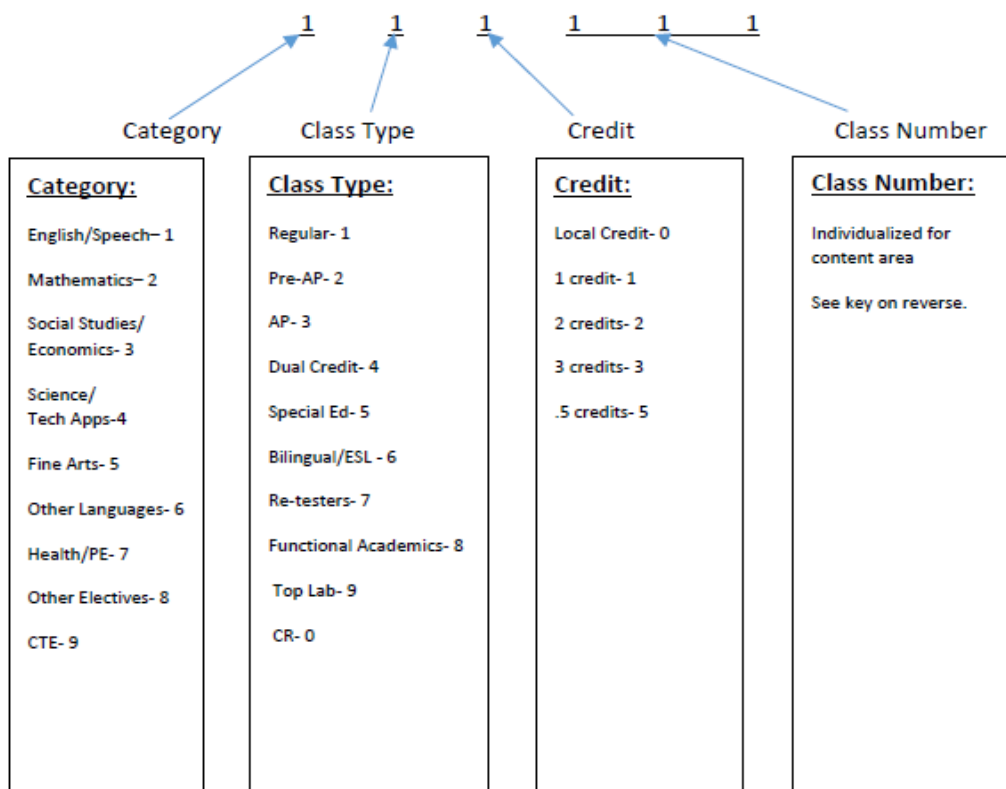 1 1 1 1 1 1
Category Class Type Credit Class Number
Category:
English/Speech– 1
Mathematics– 2
Social Studies/
Economics- 3
Science/
Tech Apps-4
Fine Arts- 5
Other Languages- 6
Health/PE- 7
Other Electives- 8
CTE- 9
Class Type:
Regular- 1
Pre-AP- 2
AP- 3
Dual Credit- 4
Special Ed- 5
Bilingual/ESL - 6
Re-testers- 7
Functional Academics- 8
Top Lab- 9
CR- 0
Credit:
Local Credit- 0
1 credit- 1
2 credits- 2
3 credits- 3
.5 credits- 5
Class Number:
Individualized for
content area
See key on reverse.